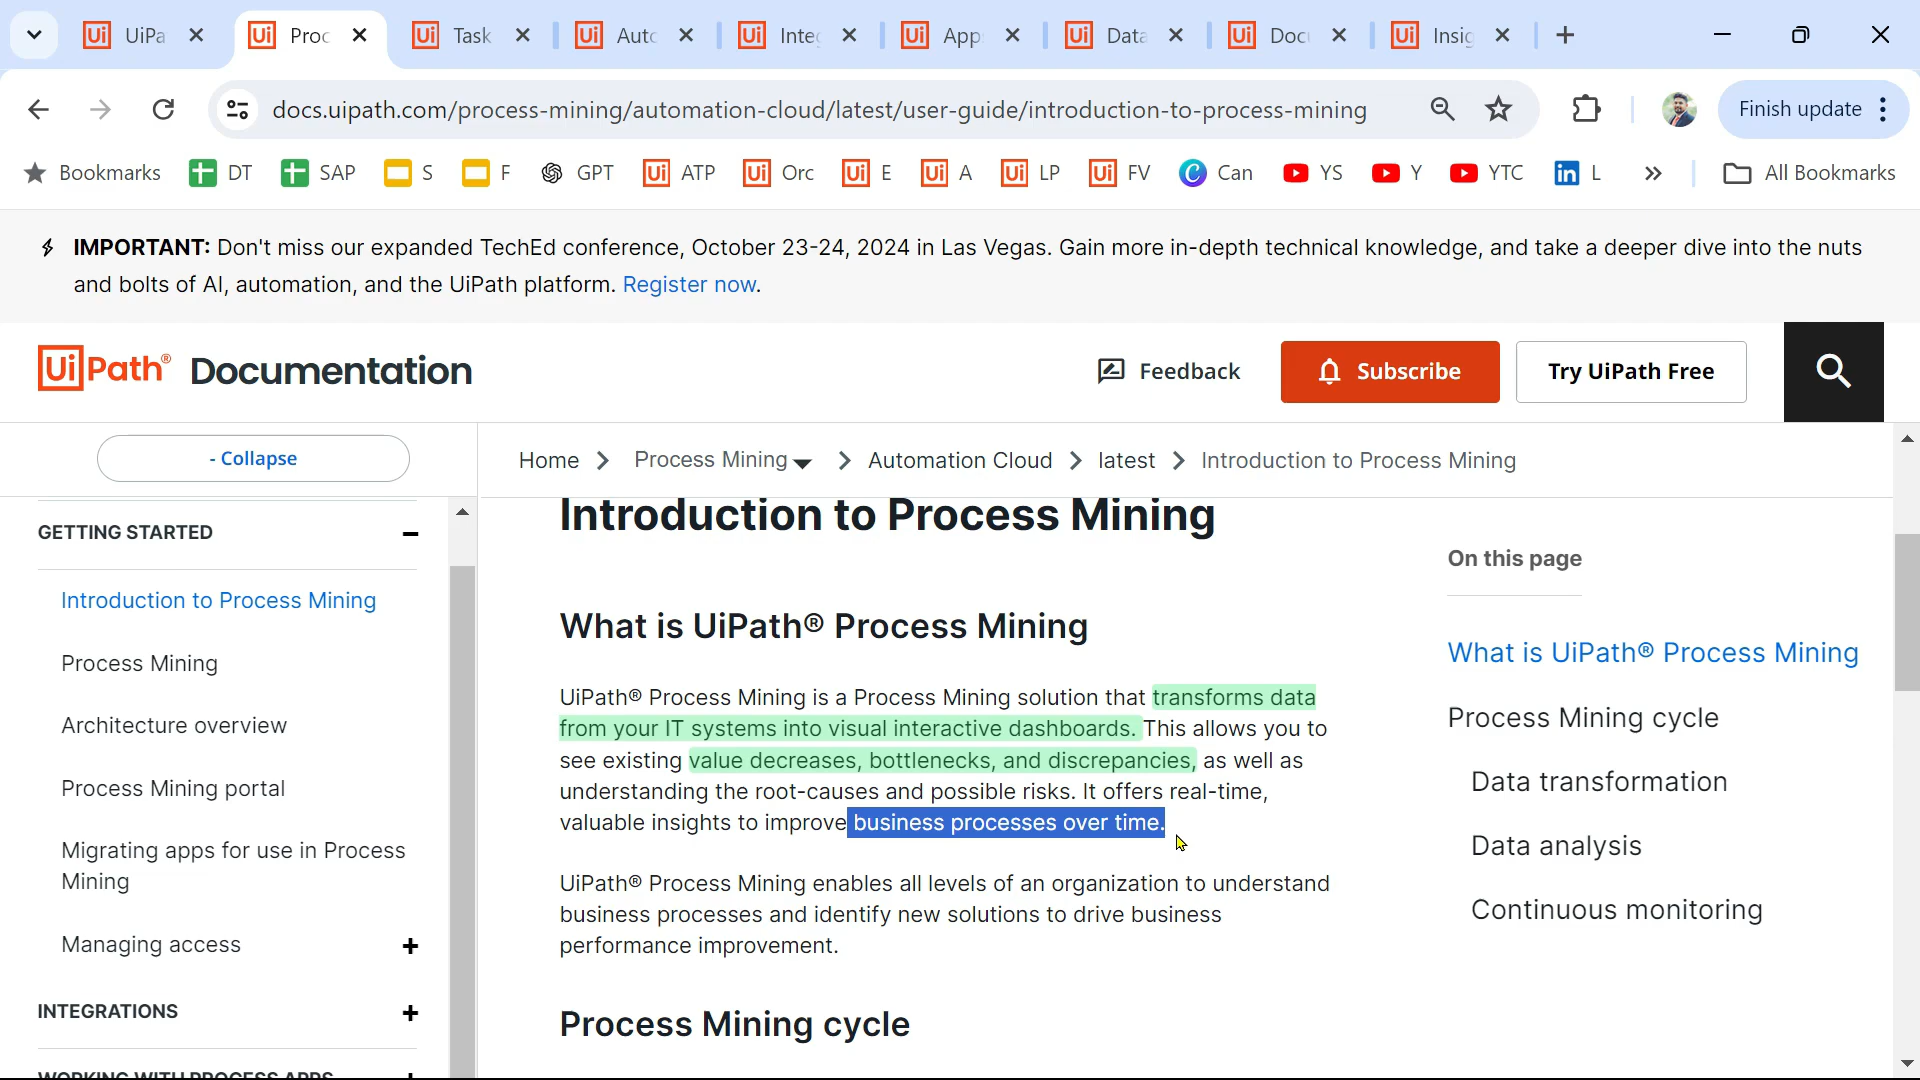 UiPa Proc Task Auto Integ App Data Docu Insig
docs.uipath.com/process-mining/automation-cloud/latest/user-guide/introduction-to-process-mining Finish update
Bookmarks DT SAP S F GPT ATP Orc E A LP FV Can YS Y YTC L » All Bookmarks
IMPORTANT: Don't miss our expanded TechEd conference, October 23-24, 2024 in Las Vegas. Gain more in-depth technical knowledge, and take a deeper dive into the nuts
and bolts of AI, automation, and the UiPath platform. Register now.
UiPath® Documentation Feedback Subscribe Try UiPath Free
- Collapse
Home > Process Mining > Automation Cloud > latest > Introduction to Process Mining
GETTING STARTED
Introduction to Process Mining
Process Mining
Architecture overview
Process Mining portal
Migrating apps for use in Process
Mining
Managing access
INTEGRATIONS
WORKING WITH PROCESS APPS
Introduction to Process Mining
What is UiPath® Process Mining
UiPath® Process Mining is a Process Mining solution that transforms data
from your IT systems into visual interactive dashboards. This allows you to
see existing value decreases, bottlenecks, and discrepancies, as well as
understanding the root-causes and possible risks. It offers real-time,
valuable insights to improve business processes over time.
UiPath® Process Mining enables all levels of an organization to understand
business processes and identify new solutions to drive business
performance improvement.
Process Mining cycle
On this page
What is UiPath® Process Mining
Process Mining cycle
Data transformation
Data analysis
Continuous monitoring